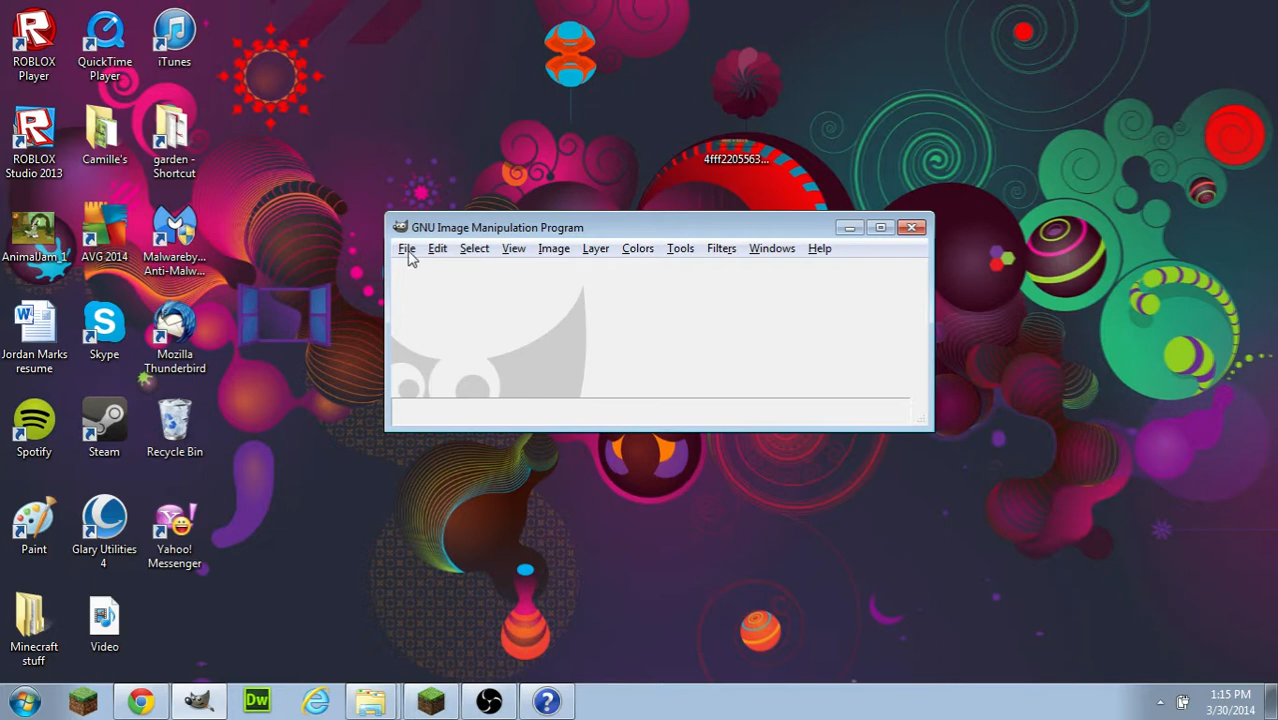 ROBLOX
Player
QuickTime
Player
iTunes
ROBLOX
Studio 2013
Camille's
garden -
Shortcut
AnimalJam_1
AVG 2014
Malwareby...
Anti-Malw...
Jordan Marks
resume
Skype
Mozilla
Thunderbird
Spotify
Steam
Recycle Bin
Paint
Glary Utilities
4
Yahoo!
Messenger
Minecraft
stuff
Video
4fff2205563...
GNU Image Manipulation Program
File Edit Select View Image Layer Colors Tools Filters Windows Help
Dw
1:15 PM
3/30/2014